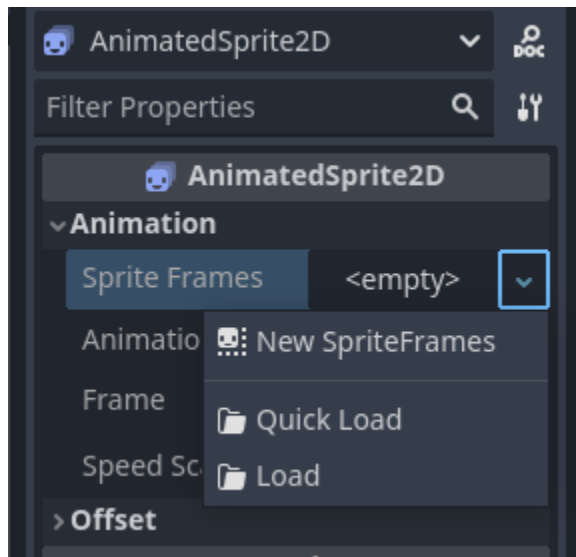 AnimatedSprite2D
DOC
Filter Properties
AnimatedSprite2D
Animation
Sprite Frames <empty>
New SpriteFrames
Animatio
Frame
Quick Load
Speed Sc
Load
Offset